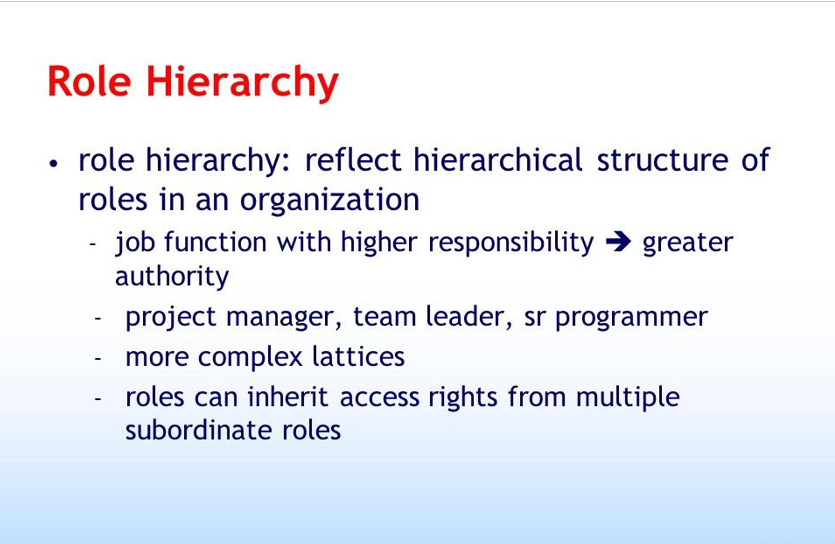 Role Hierarchy
• role hierarchy: reflect hierarchical structure of
roles in an organization
- job function with higher responsibility ➔ greater
authority
- project manager, team leader, sr programmer
- more complex lattices
- roles can inherit access rights from multiple
subordinate roles